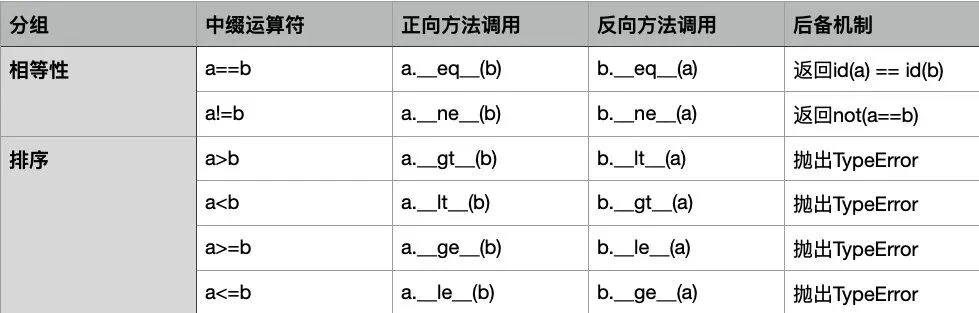 分组 中缀运算符 正向方法调用 反向方法调用 后备机制
相等性 a==b a.__eq__(b) b.__eq__(a) 返回id(a) == id(b)
a!=b a.__ne__(b) b.__ne__(a) 返回not(a==b)
排序 a>b a.__gt__(b) b.__lt__(a) 抛出TypeError
a<b a.__lt__(b) b.__gt__(a) 抛出TypeError
a>=b a.__ge__(b) b.__le__(a) 抛出TypeError
a<=b a.__le__(b) b.__ge__(a) 抛出TypeError